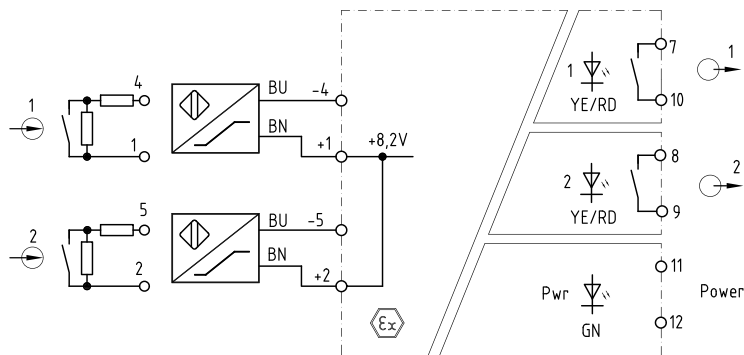 1
4
1
BU
-4
BN
+1
+8,2V
2
5
2
BU
-5
BN
+2
Ex
1
YE/RD
7
10
1
2
YE/RD
8
9
2
Pwr
GN
11
12
Power